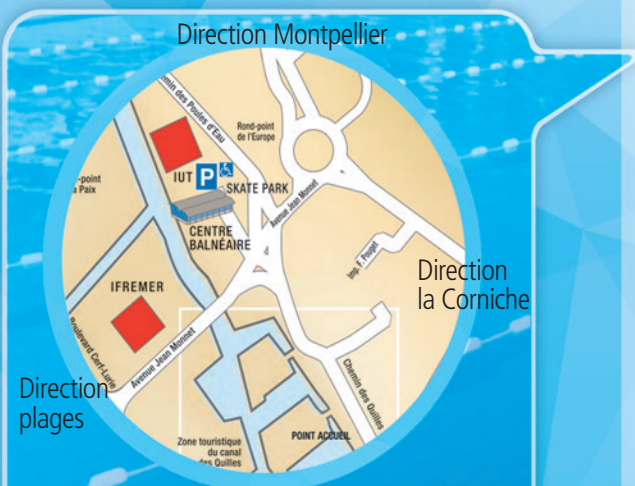 Direction Montpellier
min des Poules d'Eau
Rond-point
de l'Europe
-point
a Paix
IUT P
SKATE PARK
Avenue Jean Monnet
CENTRE
BALNÉAIRE
Imp. F. Pouget
Direction
la Corniche
IFREMER
Boulevard Cerf-Lurie
Avenue Jean Monnet
Direction
plages
Chemin des Quilles
POINT ACCUEIL
Zone touristique
du canal
des Quilles